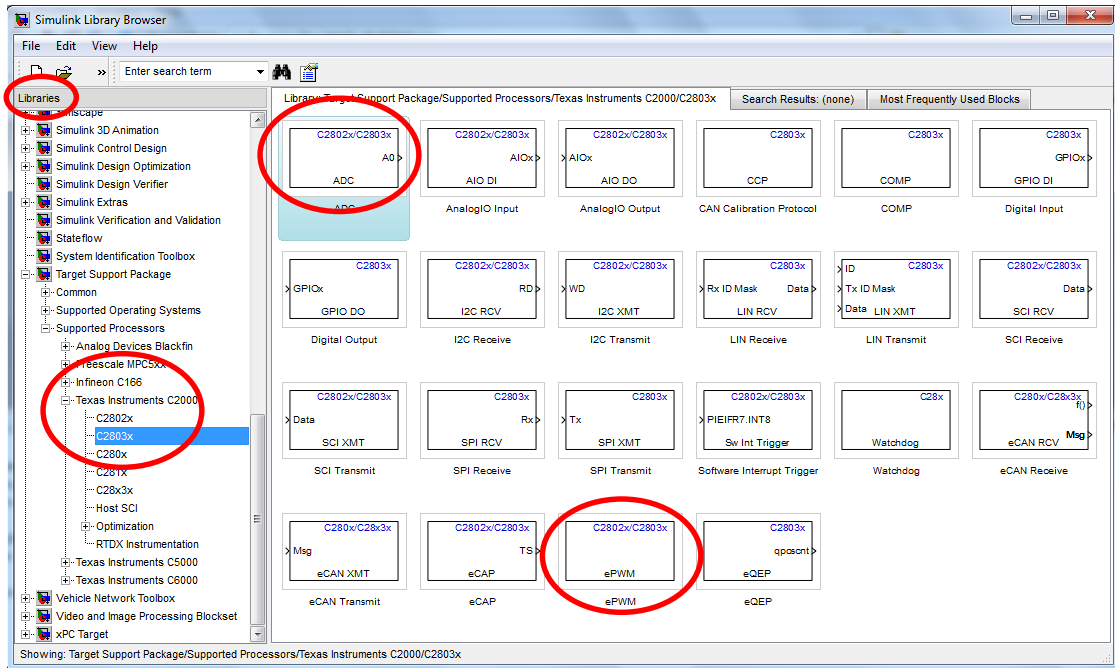 Simulink Library Browser
File Edit View Help
» Enter search term
Libraries
Library: Target Support Package/Supported Processors/Texas Instruments C2000/C2803x
Search Results: (none)
Most Frequently Used Blocks
Simscape
Simulink 3D Animation
Simulink Control Design
Simulink Design Optimization
Simulink Design Verifier
Simulink Extras
Simulink Verification and Validation
Stateflow
System Identification Toolbox
Target Support Package
Common
Supported Operating Systems
Supported Processors
Analog Devices Blackfin
Freescale MPC5xx
Infineon C166
Texas Instruments C2000
C2802x
C2803x
C280x
C281x
C28x3x
Host SCI
Optimization
RTDX Instrumentation
Texas Instruments C5000
Texas Instruments C6000
Vehicle Network Toolbox
Video and Image Processing Blockset
xPC Target
C2802x/C2803x
A0
ADC
ADC
C2802x/C2803x
AIOx
AIO DI
AnalogIO Input
C2802x/C2803x
AIOx
AIO DO
AnalogIO Output
C2803x
CCP
CAN Calibration Protocol
C2803x
COMP
COMP
C2803x
GPIOx
GPIO DI
Digital Input
C2803x
GPIOx
GPIO DO
Digital Output
C2802x/C2803x
RD
I2C RCV
I2C Receive
C2802x/C2803x
WD
I2C XMT
I2C Transmit
C2803x
Rx ID Mask Data
LIN RCV
LIN Receive
ID C2803x
Tx ID Mask
Data LIN XMT
LIN Transmit
C2802x/C2803x
Data
SCI RCV
SCI Receive
C2802x/C2803x
Data
SCI XMT
SCI Transmit
C2803x
Rx
SPI RCV
SPI Receive
C2803x
Tx
SPI XMT
SPI Transmit
C2802x/C2803x
PIEIFR7.INT8
Sw Int Trigger
Software Interrupt Trigger
C28x
Watchdog
Watchdog
C280x/C28x3x
f()
Msg
eCAN RCV
eCAN Receive
C280x/C28x3x
Msg
eCAN XMT
eCAN Transmit
C2802x/C2803x
TS
eCAP
eCAP
C2802x/C2803x
ePWM
ePWM
C2803x
qposcnt
eQEP
eQEP
Showing: Target Support Package/Supported Processors/Texas Instruments C2000/C2803x